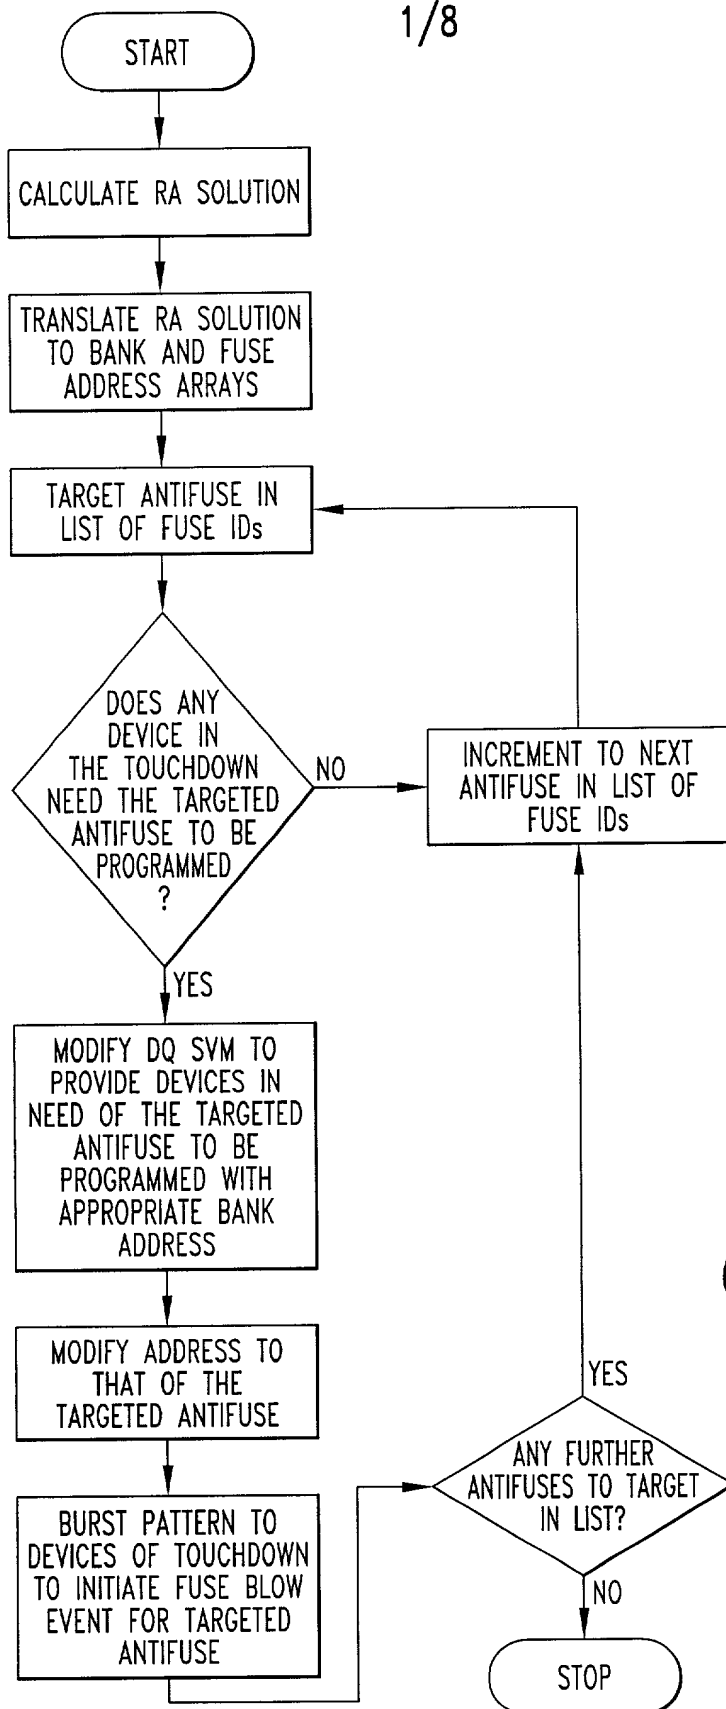 1/8
START
CALCULATE RA SOLUTION
TRANSLATE RA SOLUTION
TO BANK AND FUSE
ADDRESS ARRAYS
TARGET ANTIFUSE IN
LIST OF FUSE IDs
DOES ANY
DEVICE IN
THE TOUCHDOWN
NEED THE TARGETED
ANTIFUSE TO BE
PROGRAMMED
?
NO
INCREMENT TO NEXT
ANTIFUSE IN LIST OF
FUSE IDs
YES
MODIFY DQ SVM TO
PROVIDE DEVICES IN
NEED OF THE TARGETED
ANTIFUSE TO BE
PROGRAMMED WITH
APPROPRIATE BANK
ADDRESS
MODIFY ADDRESS TO
THAT OF THE
TARGETED ANTIFUSE
BURST PATTERN TO
DEVICES OF TOUCHDOWN
TO INITIATE FUSE BLOW
EVENT FOR TARGETED
ANTIFUSE
YES
ANY FURTHER
ANTIFUSES TO TARGET
IN LIST?
NO
STOP